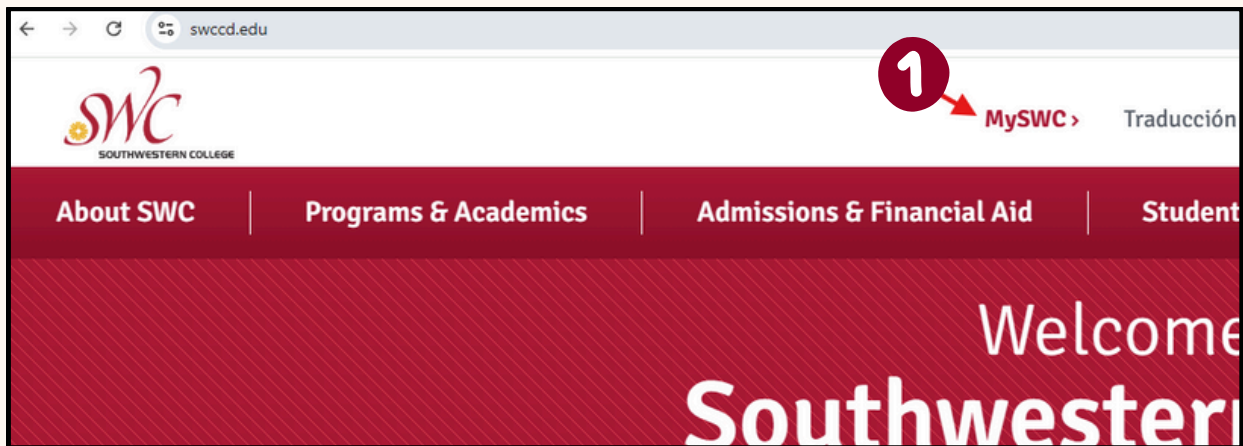 swccd.edu
1
SWC
SOUTHWESTERN COLLEGE
MySWC › Traducción
About SWC Programs & Academics Admissions & Financial Aid Student
Welcome
Southwester